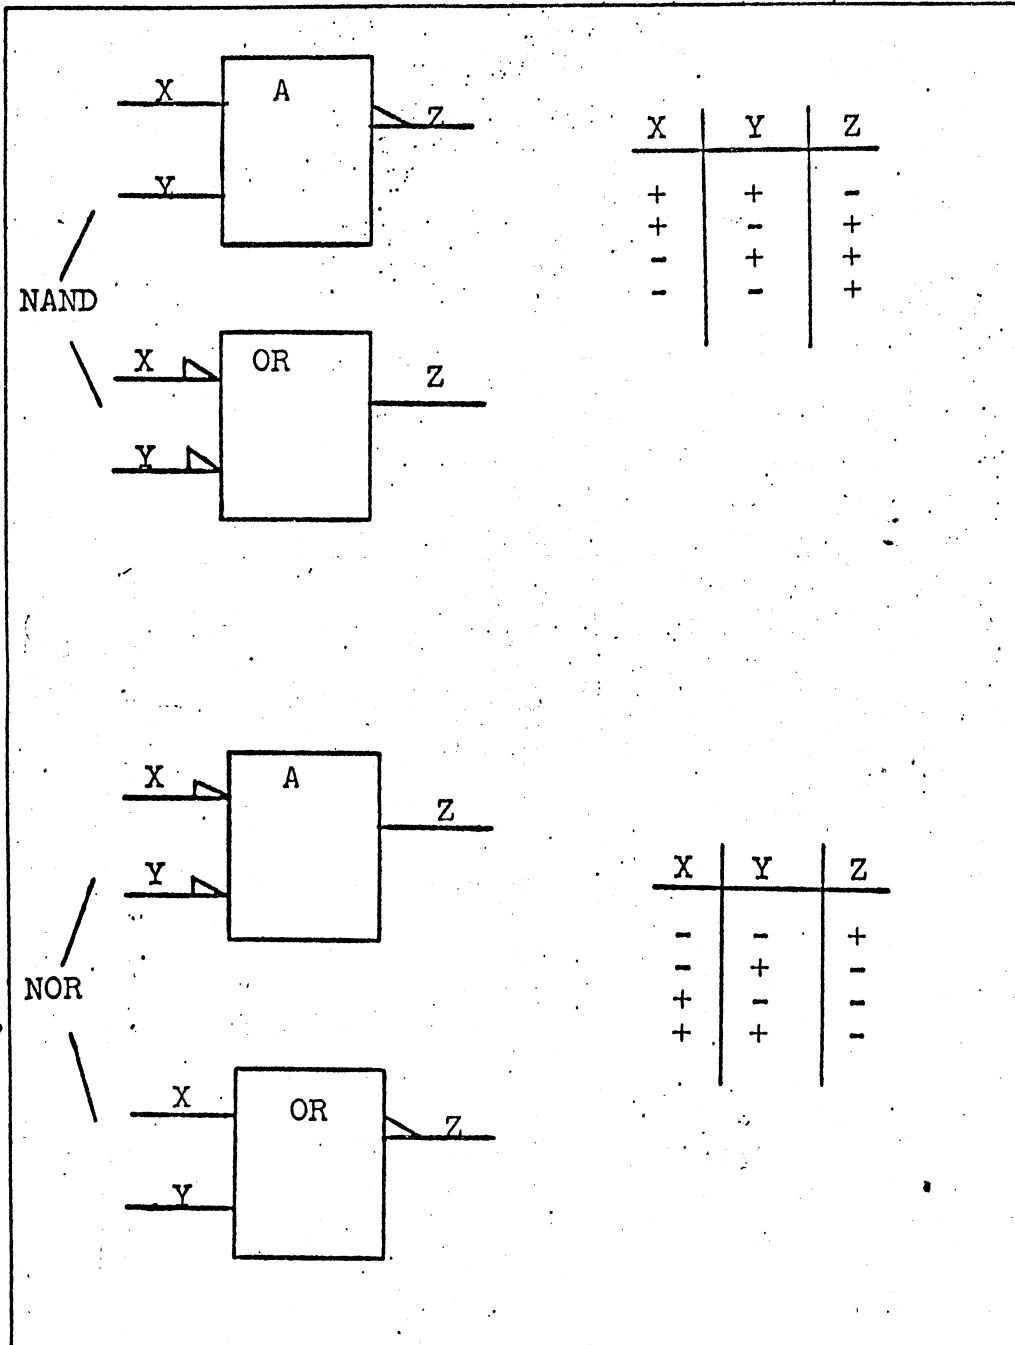 X A
Z
Y
X Y Z
+ + -
+ - +
- + +
- - +
NAND
X OR
Z
Y
X A
Z
Y
X Y Z
- - +
- + -
+ - -
+ + -
NOR
X OR
Z
Y